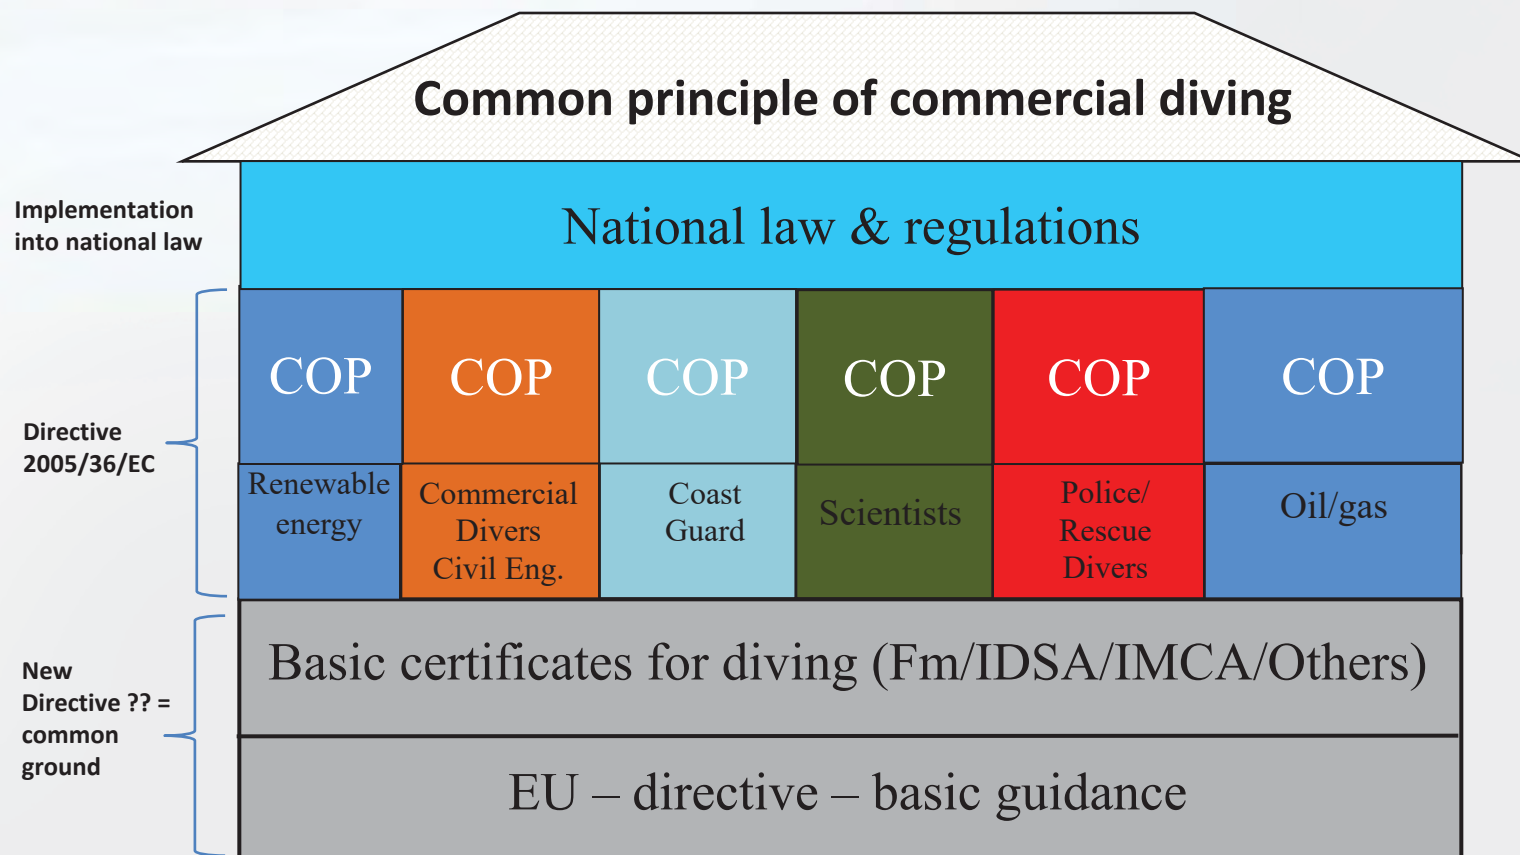 Common principle of commercial diving
Implementation
into national law
National law & regulations
COP
COP
COP
COP
COP
COP
Directive
2005/36/EC
Renewable
energy
Commercial
Divers
Civil Eng.
Coast
Guard
Scientists
Police/
Rescue
Divers
Oil/gas
New
Directive ?? =
common
ground
Basic certificates for diving (Fm/IDSA/IMCA/Others)
EU – directive – basic guidance